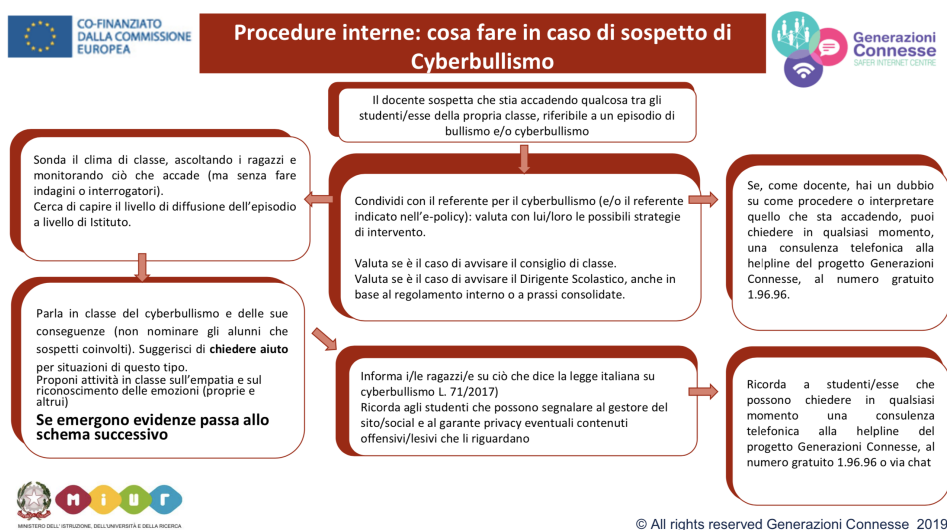 CO-FINANZIATO
DALLA COMMISSIONE
EUROPEA
Procedure interne: cosa fare in caso di sospetto di
Cyberbullismo
Generazioni
Connesse
SAFER INTERNET CENTRE
Il docente sospetta che stia accadendo qualcosa tra gli
studenti/esse della propria classe, riferibile a un episodio di
bullismo e/o cyberbullismo
Sonda il clima di classe, ascoltando i ragazzi e
monitorando ciò che accade (ma senza fare
indagini o interrogatori).
Cerca di capire il livello di diffusione dell'episodio
a livello di Istituto.
Condividi con il referente per il cyberbullismo (e/o il referente
indicato nell'e-policy): valuta con lui/loro le possibili strategie
di intervento.
Valuta se è il caso di avvisare il consiglio di classe.
Valuta se è il caso di avvisare il Dirigente Scolastico, anche in
base al regolamento interno o a prassi consolidate.
Se, come docente, hai un dubbio
su come procedere o interpretare
quello che sta accadendo, puoi
chiedere in qualsiasi momento,
una consulenza telefonica alla
helpline del progetto Generazioni
Connesse, al numero gratuito
1.96.96.
Parla in classe del cyberbullismo e delle sue
conseguenze (non nominare gli alunni che
sospetti coinvolti). Suggerisci di chiedere aiuto
per situazioni di questo tipo.
Proponi attività in classe sull'empatia e sul
riconoscimento delle emozioni (proprie e
altrui)
Se emergono evidenze passa allo
schema successivo
Informa i/le ragazzi/e su ciò che dice la legge italiana su
cyberbullismo L. 71/2017)
Ricorda agli studenti che possono segnalare al gestore del
sito/social e al garante privacy eventuali contenuti
offensivi/lesivi che li riguardano
Ricorda a studenti/esse che
possono chiedere in qualsiasi
momento una consulenza
telefonica alla helpline del
progetto Generazioni Connesse, al
numero gratuito 1.96.96 o via chat
miur
MINISTERO DELL' ISTRUZIONE, DELL'UNIVERSITÀ E DELLA RICERCA
© All rights reserved Generazioni Connesse 2019